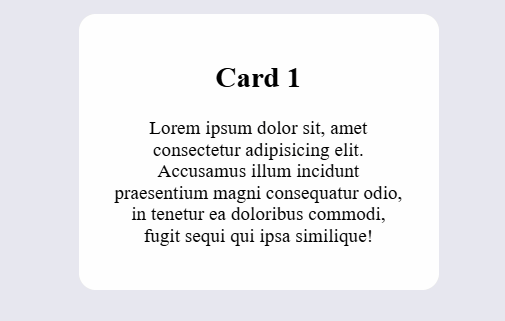 Card 1
Lorem ipsum dolor sit, amet
consectetur adipisicing elit.
Accusamus illum incidunt
praesentium magni consequatur odio,
in tenetur ea doloribus commodi,
fugit sequi qui ipsa similique!